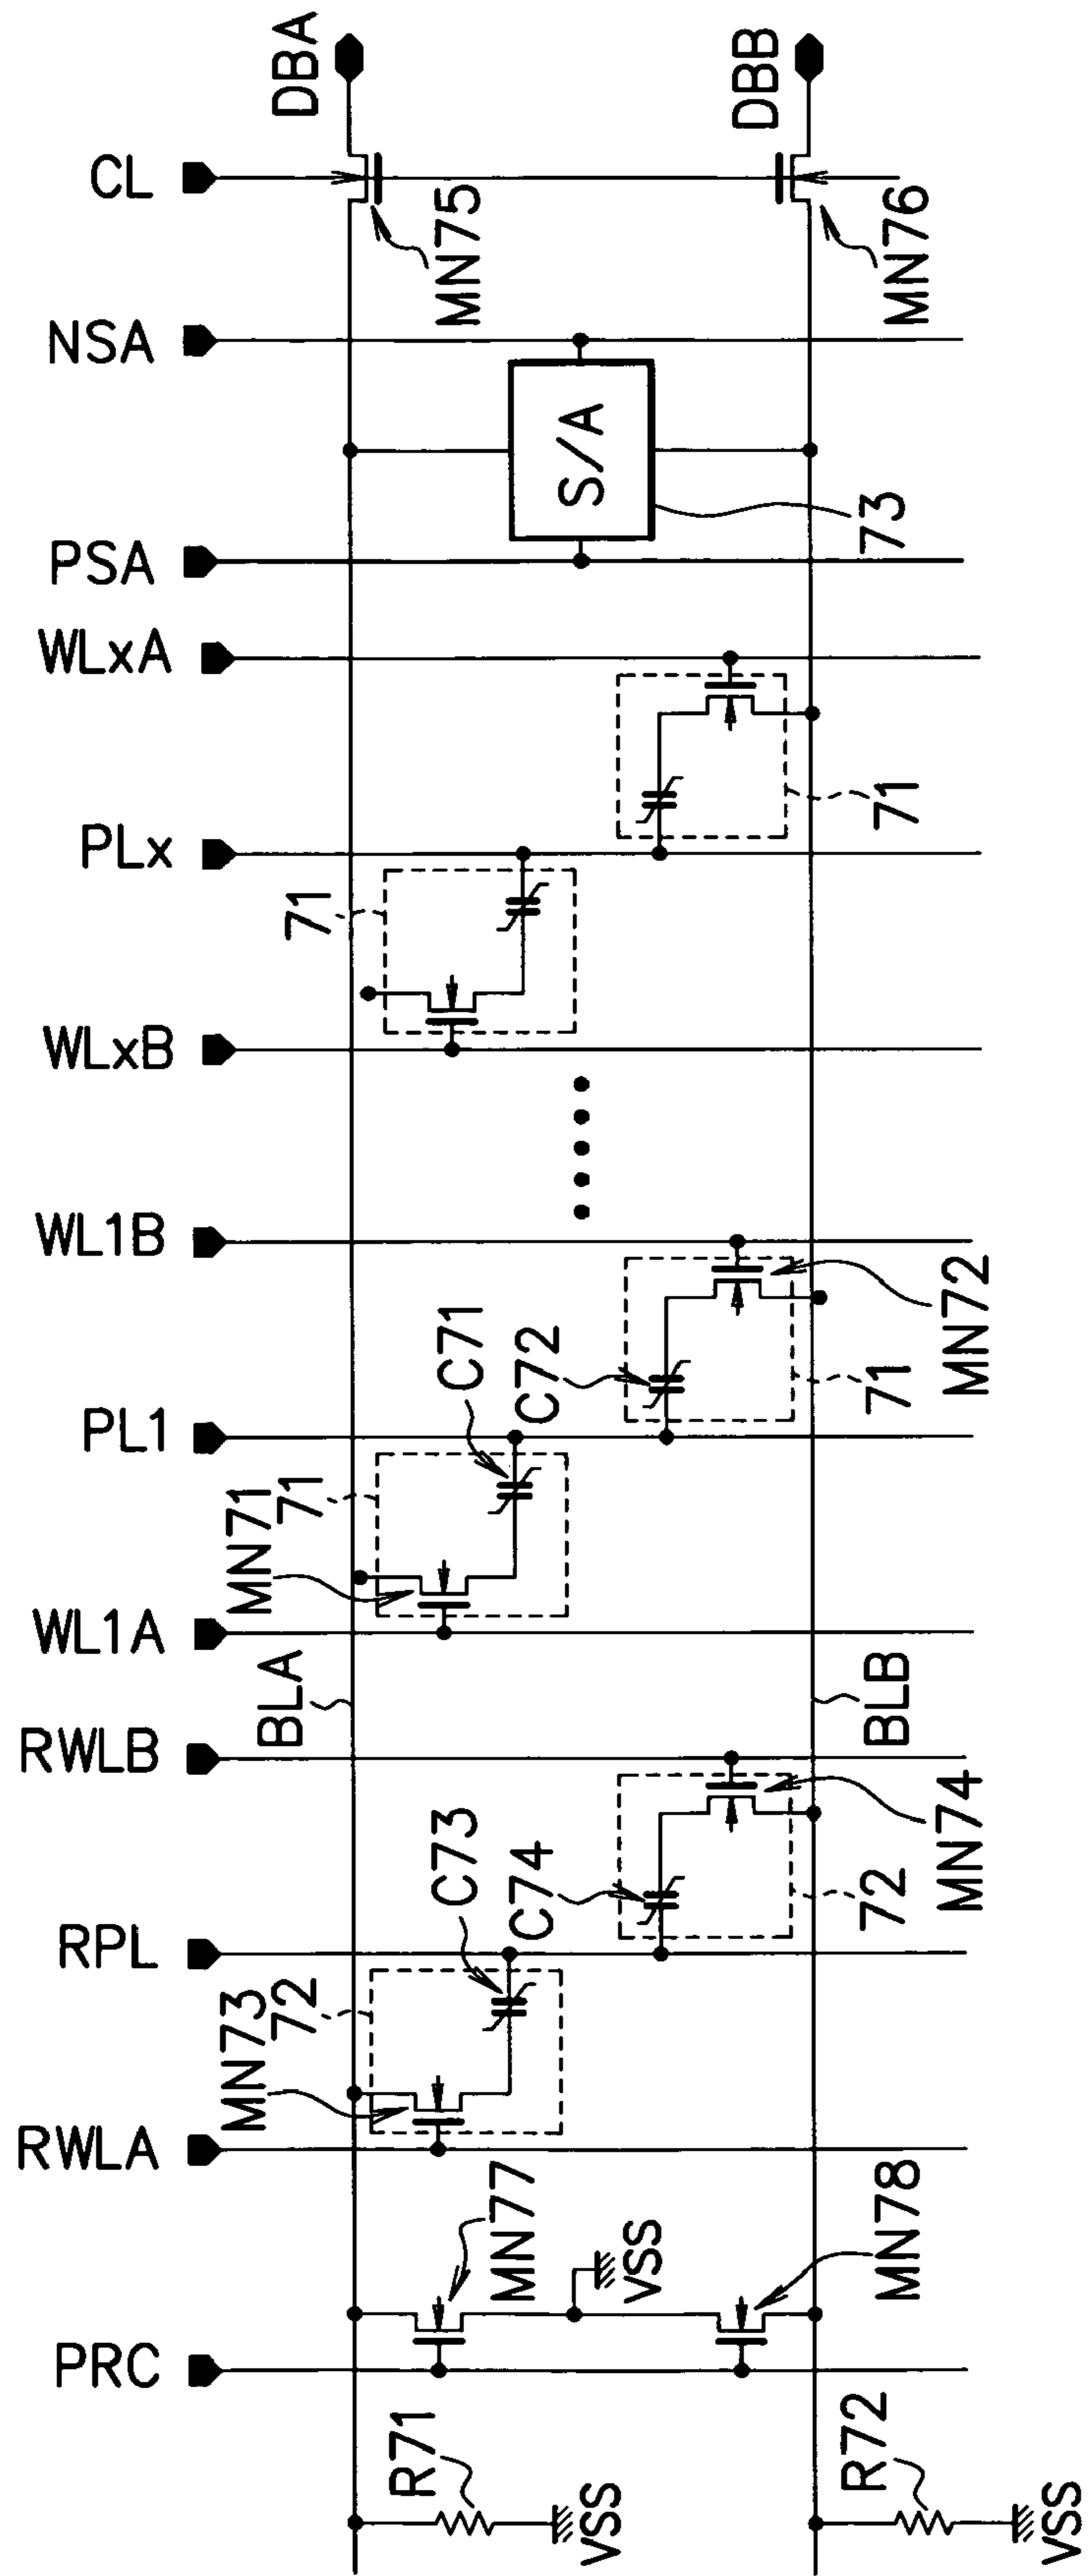 PRC
RWLA
RPL
RWLB
WL1A
PL1
WL1B
WLxB
PLx
WLxA
PSA
NSA
CL
MN73
72
BLA
MN71
71
71
DBA
R71
VSS
MN77
VSS
C73
C74
C71
C72
S/A
MN75
R72
VSS
MN78
72
MN74
BLB
71
MN72
71
73
MN76
DBB